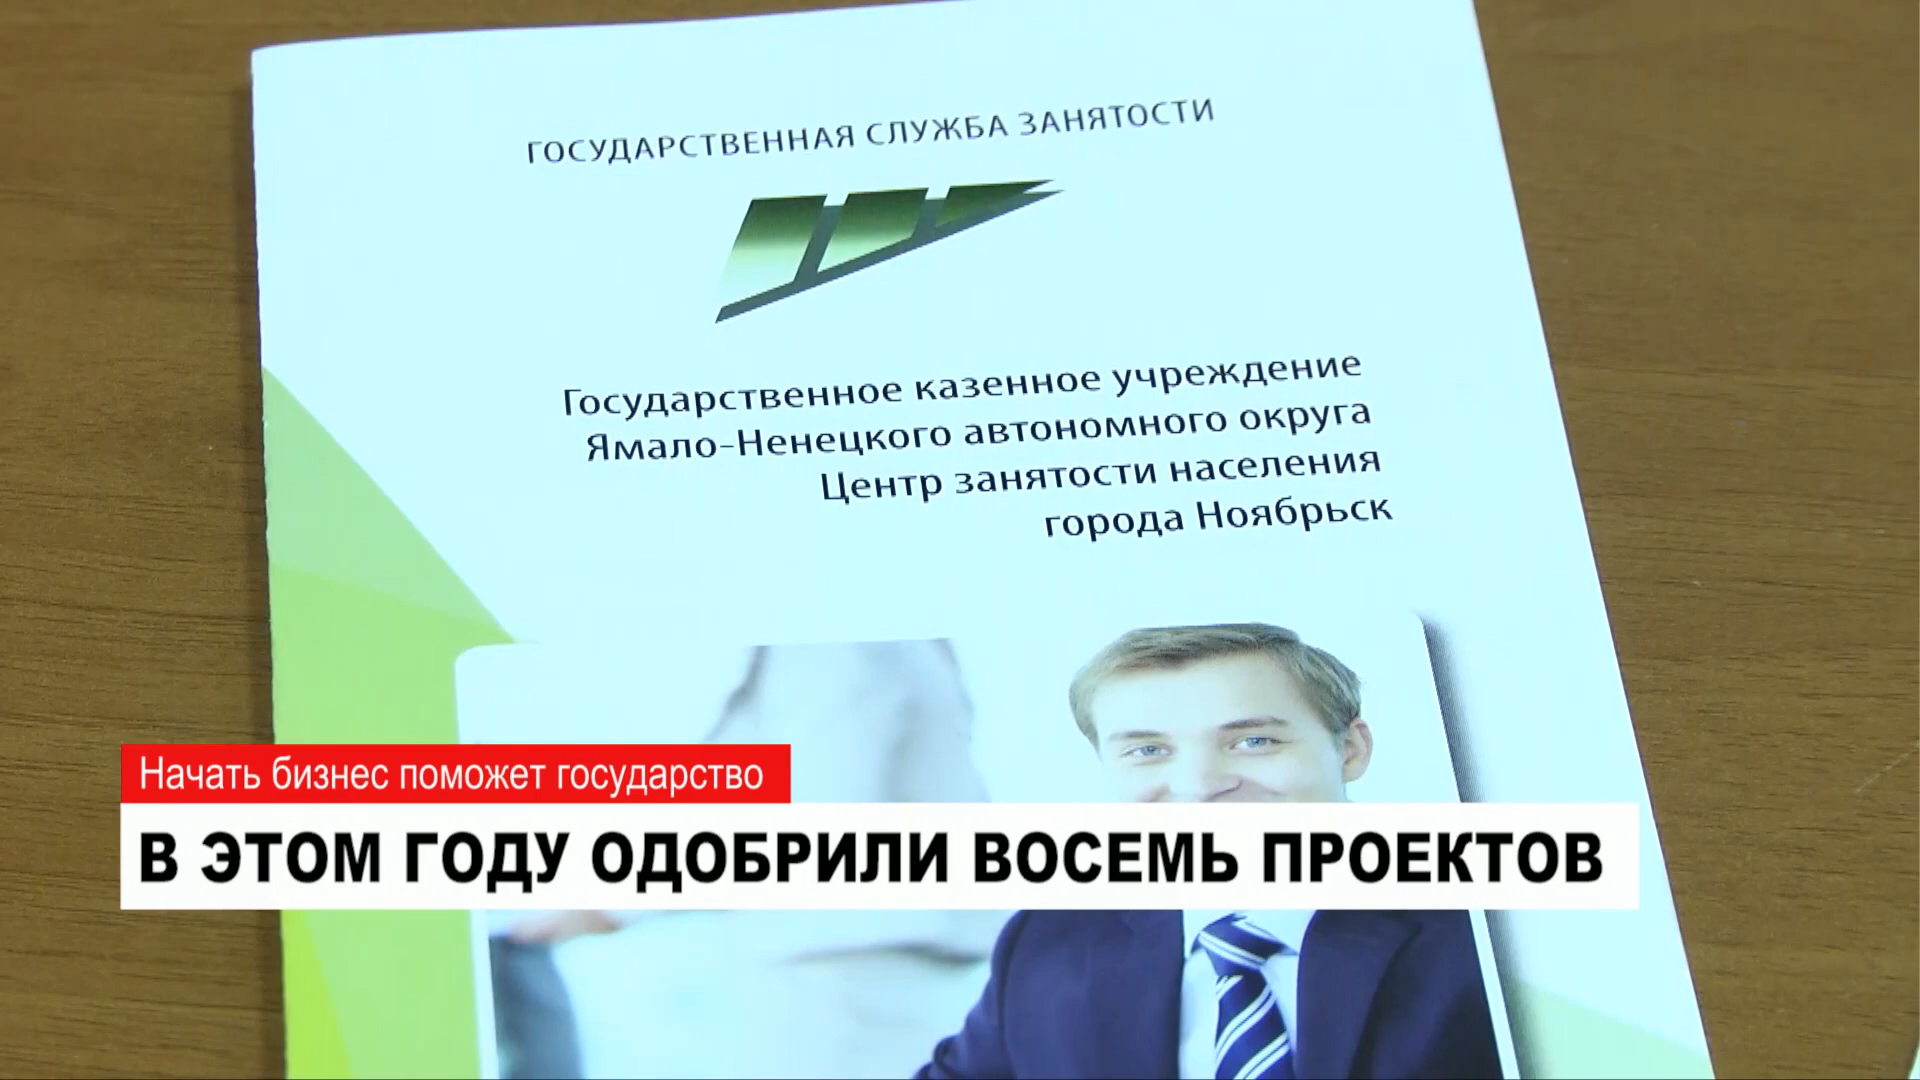 ГОСУДАРСТВЕННАЯ СЛУЖБА ЗАНЯТОСТИ
Государственное казенное учреждение
Ямало-Ненецкого автономного округа
Центр занятости населения
города Ноябрьск
Начать бизнес поможет государство
В ЭТОМ ГОДУ ОДОБРИЛИ ВОСЕМЬ ПРОЕКТОВ